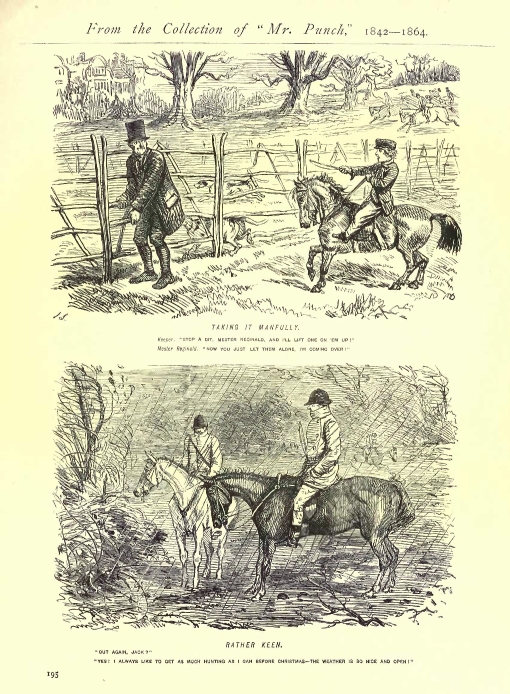 From the Collection of "Mr. Punch," 1842—1864.
TAKING IT MANFULLY.
Keeper. "STOP A BIT, MESTER REGINALD, AND I'LL LIFT ONE ON 'EM UP!"
Master Reginald. "NOW YOU JUST LET THEM ALONE, I'M COMING OVER!"
RATHER KEEN.
"OUT AGAIN, JACK?"
"YES! I ALWAYS LIKE TO GET AS MUCH HUNTING AS I CAN BEFORE CHRISTMAS—THE WEATHER IS SO NICE AND OPEN!"
193